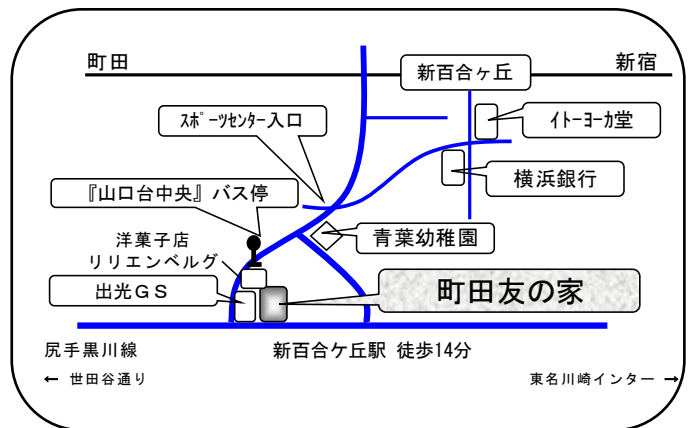 町田
新宿
新百合ヶ丘
ｽﾎﾟｰﾂｾﾝﾀｰ入口
ｲﾄｰﾖｰｶ堂
横浜銀行
『山口台中央』バス停
青葉幼稚園
洋菓子店
リリエンベルグ
出光ＧＳ
町田友の家
尻手黒川線
新百合ケ丘駅 徒歩14分
← 世田谷通り
東名川崎インター →